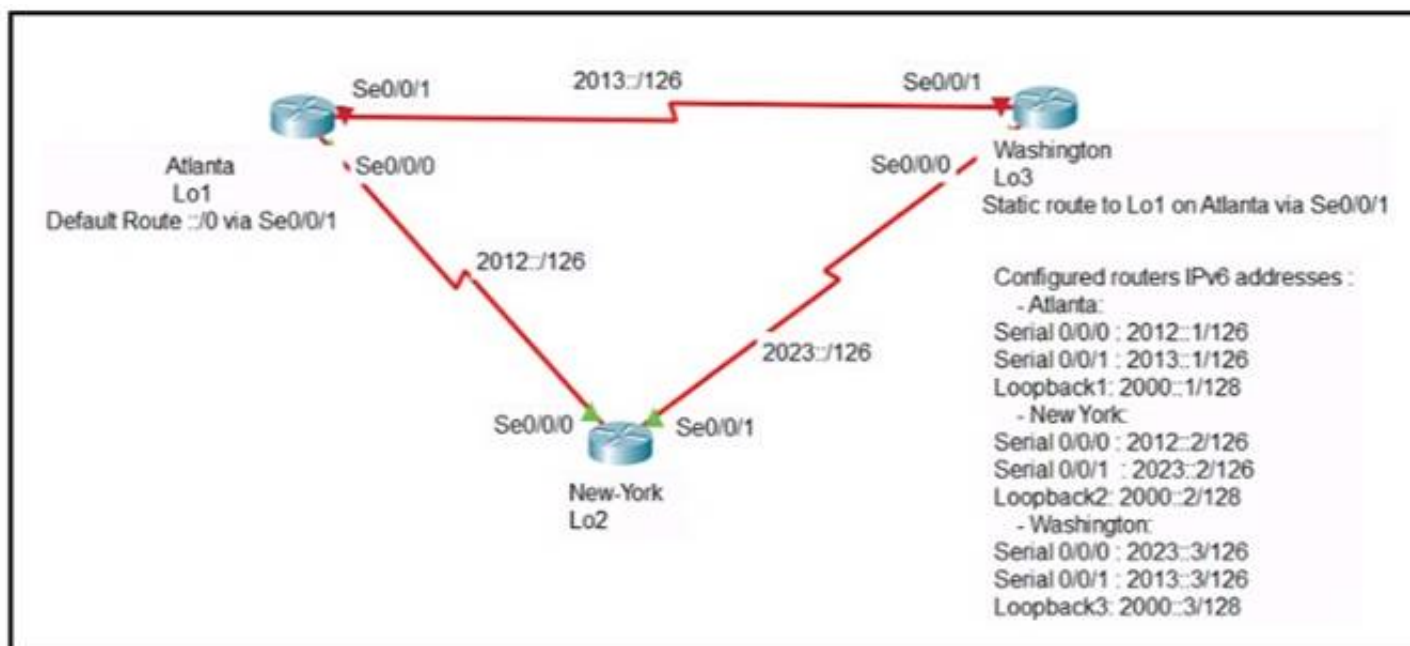 Se0/0/1
2013::/126
Se0/0/1
Atlanta
Lo1
Default Route ::/0 via Se0/0/1
Se0/0/0
Se0/0/0
Washington
Lo3
Static route to Lo1 on Atlanta via Se0/0/1
2012::/126
2023::/126
Se0/0/0
Se0/0/1
New-York
Lo2
Configured routers IPv6 addresses :
- Atlanta:
Serial 0/0/0 : 2012::1/126
Serial 0/0/1 : 2013::1/126
Loopback1: 2000::1/128
- New York:
Serial 0/0/0 : 2012::2/126
Serial 0/0/1 : 2023::2/126
Loopback2: 2000::2/128
- Washington:
Serial 0/0/0 : 2023::3/126
Serial 0/0/1 : 2013::3/126
Loopback3: 2000::3/128